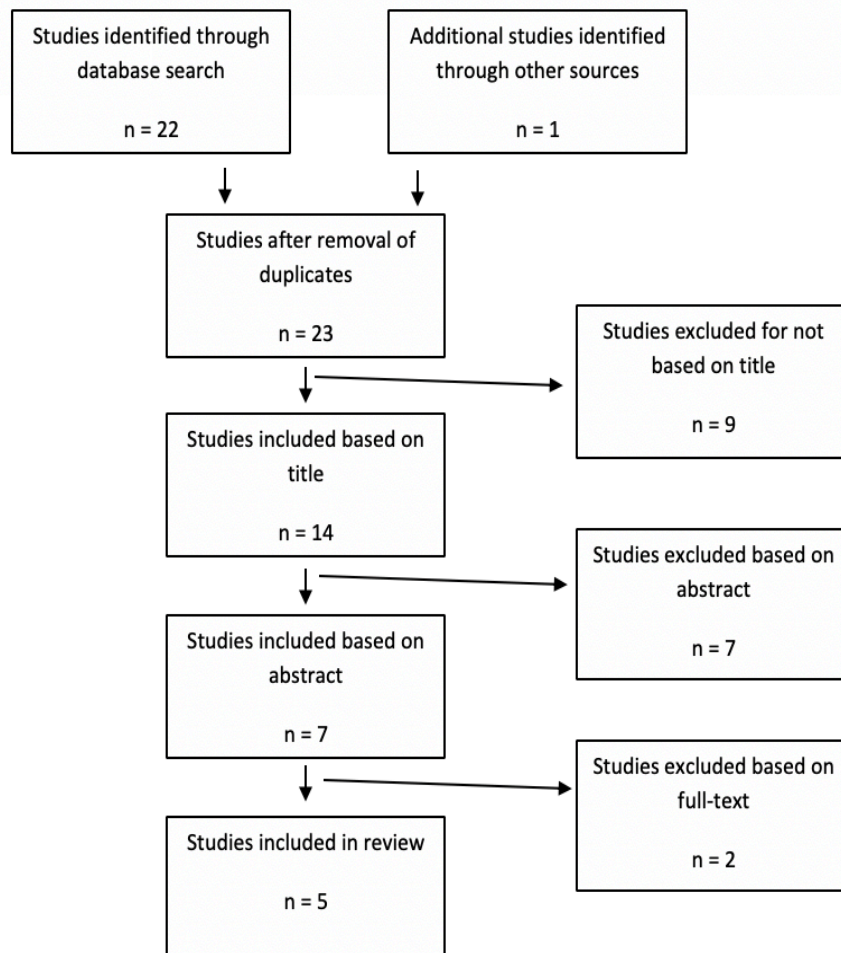 Studies identified through
database search
n = 22
Additional studies identified
through other sources
n = 1
Studies after removal of
duplicates
n = 23
Studies excluded for not
based on title
n = 9
Studies included based on
title
n = 14
Studies excluded based on
abstract
n = 7
Studies included based on
abstract
n = 7
Studies excluded based on
full-text
n = 2
Studies included in review
n = 5